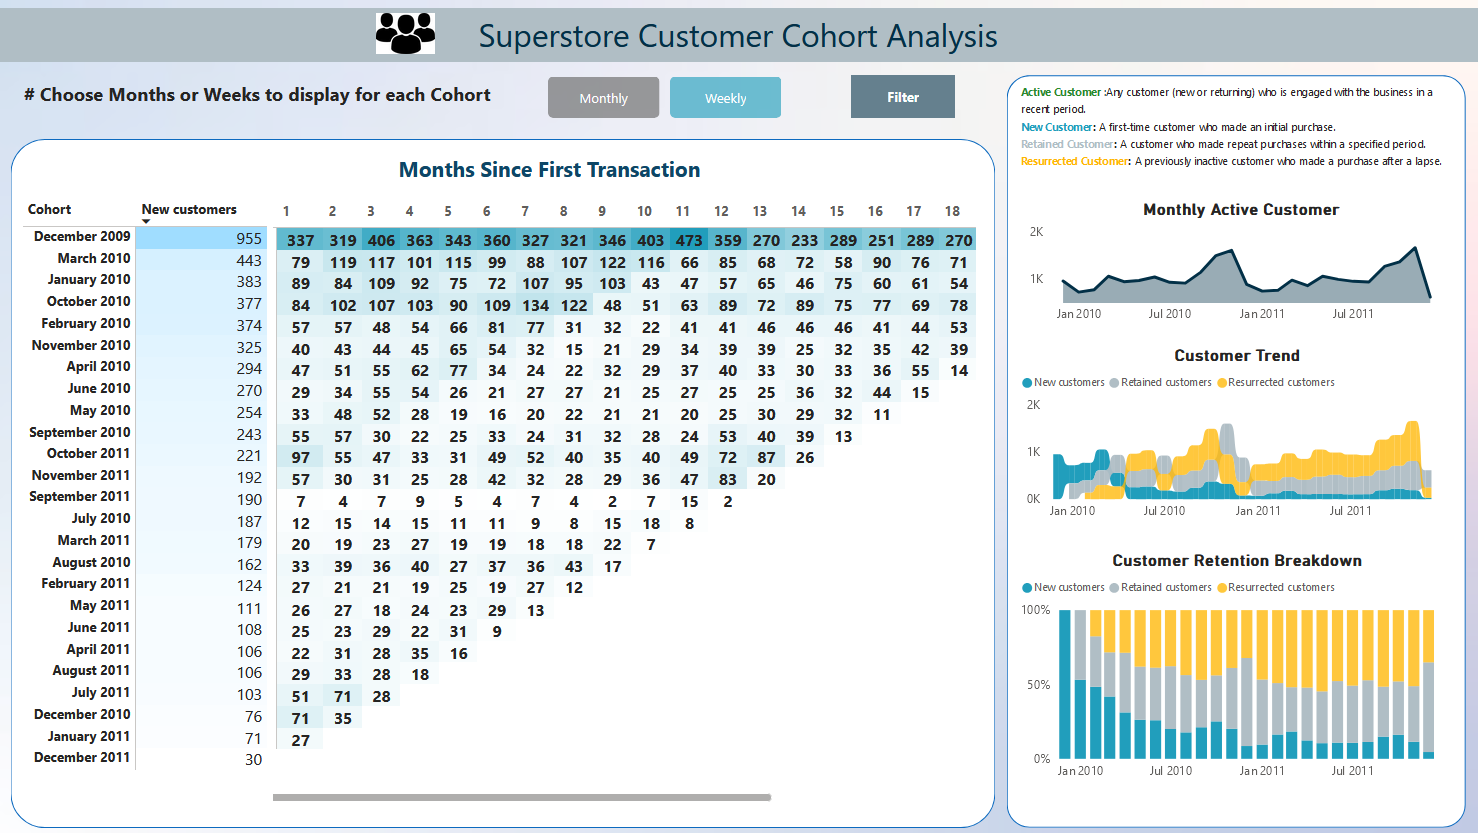 Superstore Customer Cohort Analysis
# Choose Months or Weeks to display for each Cohort
Monthly
Weekly
Filter
Months Since First Transaction
Cohort New customers 1 2 3 4 5 6 7 8 9 10 11 12 13 14 15 16 17 18
December 2009 955 337 319 406 363 343 360 327 321 346 403 473 359 270 233 289 251 289 270
March 2010 443 79 119 117 101 115 99 88 107 122 116 66 85 68 72 58 90 76 71
January 2010 383 89 84 109 92 75 72 107 95 103 43 47 57 65 46 75 60 61 54
October 2010 377 84 102 107 103 90 109 134 122 48 51 63 89 72 89 75 77 69 78
February 2010 374 57 57 48 54 66 81 77 31 32 22 41 41 46 46 46 41 44 53
November 2010 325 40 43 44 45 65 54 32 15 21 29 34 39 39 25 32 35 42 39
April 2010 294 47 51 55 62 77 34 24 22 32 29 37 40 33 30 33 36 55 14
June 2010 270 29 34 55 54 26 21 27 27 21 25 27 25 25 36 32 44 15
May 2010 254 33 48 52 28 19 16 20 22 21 21 20 25 30 29 32 11
September 2010 243 55 57 30 22 25 33 24 31 32 28 24 53 40 39 13
October 2011 221 97 55 47 33 31 49 52 40 35 40 49 72 87 26
November 2011 192 57 30 31 25 28 42 32 28 29 36 47 83 20
September 2011 190 7 4 7 9 5 4 7 4 2 7 15 2
July 2010 187 12 15 14 15 11 11 9 8 15 18 8
March 2011 179 20 19 23 27 19 19 18 18 22 7
August 2010 162 33 39 36 40 27 37 36 43 17
February 2011 124 27 21 21 19 25 19 27 12
May 2011 111 26 27 18 24 23 29 13
June 2011 108 25 23 29 22 31 9
April 2011 106 22 31 28 35 16
August 2011 106 29 33 28 18
July 2011 103 51 71 28
December 2010 76 71 35
January 2011 71 27
December 2011 30
Active Customer :Any customer (new or returning) who is engaged with the business in a
recent period.
New Customer: A first-time customer who made an initial purchase.
Retained Customer: A customer who made repeat purchases within a specified period.
Resurrected Customer: A previously inactive customer who made a purchase after a lapse.
Monthly Active Customer
2K
1K
Jan 2010 Jul 2010 Jan 2011 Jul 2011
Customer Trend
New customers Retained customers Resurrected customers
2K
1K
0K
Jan 2010 Jul 2010 Jan 2011 Jul 2011
Customer Retention Breakdown
New customers Retained customers Resurrected customers
100%
50%
0%
Jan 2010 Jul 2010 Jan 2011 Jul 2011